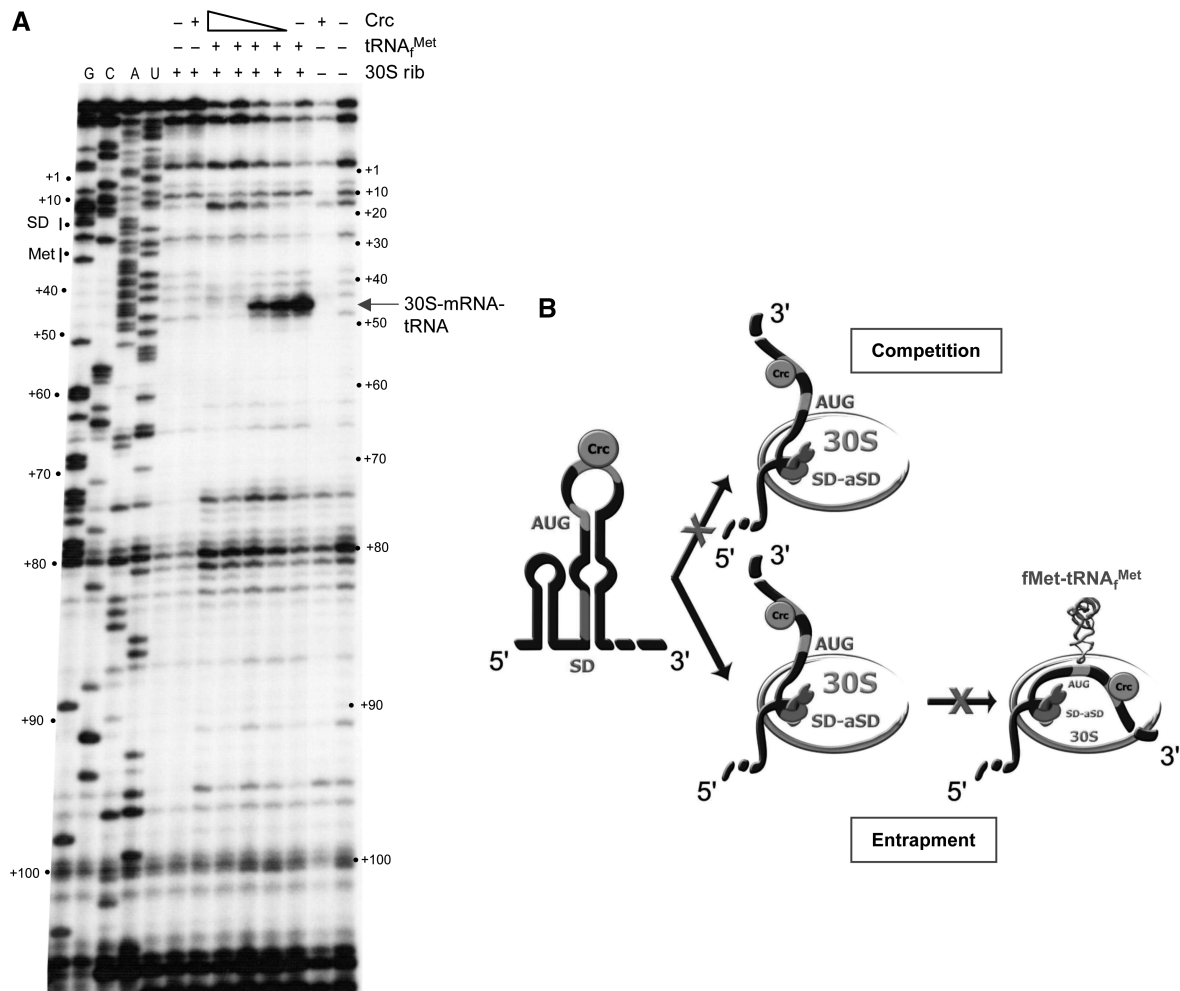 A
– + – + – Crc
– – + + + + + – – tRNAfMet
G C A U + + + + + + + – – 30S rib
+1
+10
SD
Met
+40
+50
+60
+70
+80
+90
+100
+1
+10
+20
+30
+40
+50
+60
+70
+80
+90
+100
30S-mRNA-
tRNA
B
Crc
AUG
5'
SD
3'
3'
Crc
AUG
30S
SD-aSD
5'
Competition
3'
Crc
AUG
30S
SD-aSD
5'
Entrapment
fMet-tRNAfMet
AUG
Crc
SD-aSD
30S
5'
3'